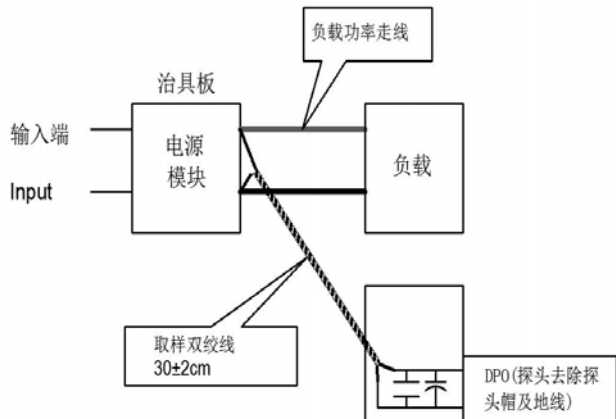 负载功率走线
治具板
输入端
电源
模块
负载
Input
取样双绞线
30±2cm
DPO(探头去除探
头帽及地线)